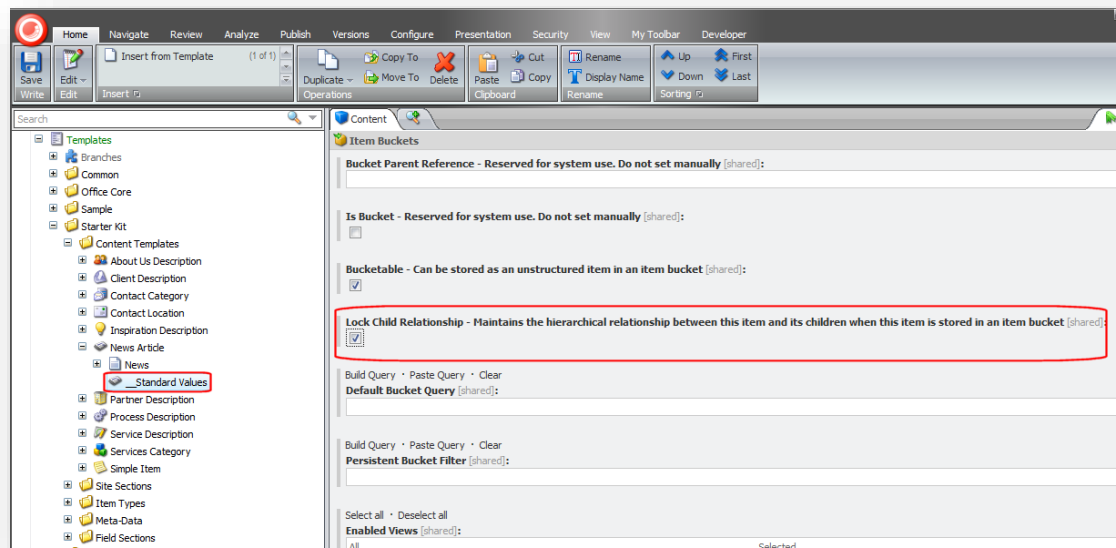 Home Navigate Review Analyze Publish Versions Configure Presentation Security View My Toolbar Developer
Save
Write
Edit
Edit
Insert from Template (1 of 1)
Insert
Duplicate
Copy To
Move To
Delete
Operations
Paste
Cut
Copy
Clipboard
Rename
Display Name
Rename
Up
Down
First
Last
Sorting
Search
Templates
Branches
Common
Office Core
Sample
Starter Kit
Content Templates
About Us Description
Client Description
Contact Category
Contact Location
Inspiration Description
News Article
News
__Standard Values
Partner Description
Process Description
Service Description
Services Category
Simple Item
Site Sections
Item Types
Meta-Data
Field Sections
Content
Item Buckets
Bucket Parent Reference - Reserved for system use. Do not set manually [shared]:
Is Bucket - Reserved for system use. Do not set manually [shared]:
Bucketable - Can be stored as an unstructured item in an item bucket [shared]:
Lock Child Relationship - Maintains the hierarchical relationship between this item and its children when this item is stored in an item bucket [shared]:
Build Query · Paste Query · Clear
Default Bucket Query [shared]:
Build Query · Paste Query · Clear
Persistent Bucket Filter [shared]:
Select all · Deselect all
Enabled Views [shared]:
All Selected